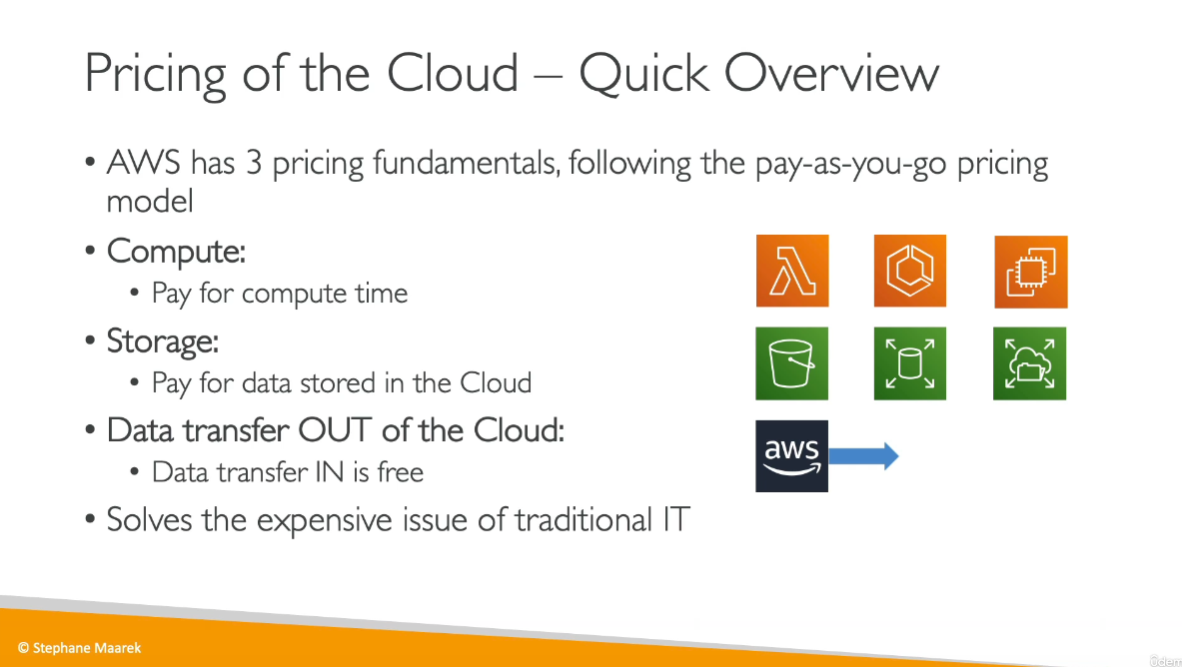 Pricing of the Cloud – Quick Overview
• AWS has 3 pricing fundamentals, following the pay-as-you-go pricing
model
• Compute:
• Pay for compute time
• Storage:
• Pay for data stored in the Cloud
• Data transfer OUT of the Cloud:
• Data transfer IN is free
• Solves the expensive issue of traditional IT
aws
© Stephane Maarek